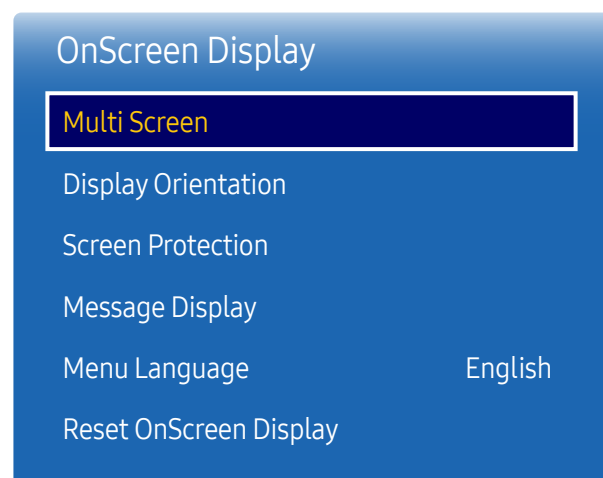 OnScreen Display
Multi Screen
Display Orientation
Screen Protection
Message Display
Menu Language English
Reset OnScreen Display